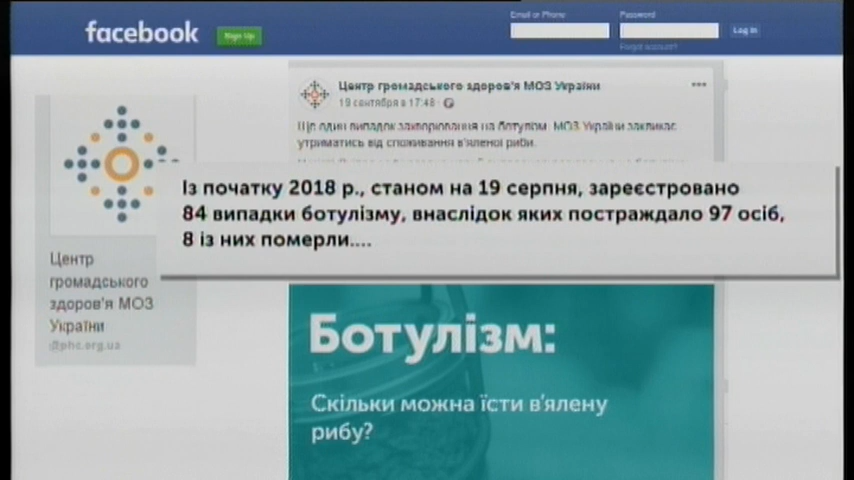 facebook
Sign Up
Email or Phone
Password
Log In
Forgot account?
Центр громадського здоров'я МОЗ України
19 сентября в 17:48
Ще один випадок захворювання на ботулізм. МОЗ України закликає
утриматись від споживання в'яленої риби.
Із початку 2018 р., станом на 19 серпня, зареєстровано
84 випадки ботулізму, внаслідок яких постраждало 97 осіб,
8 із них померли....
Центр
громадського
здоров'я МОЗ
України
@phc.org.ua
Ботулізм:
Скільки можна їсти в'ялену
рибу?